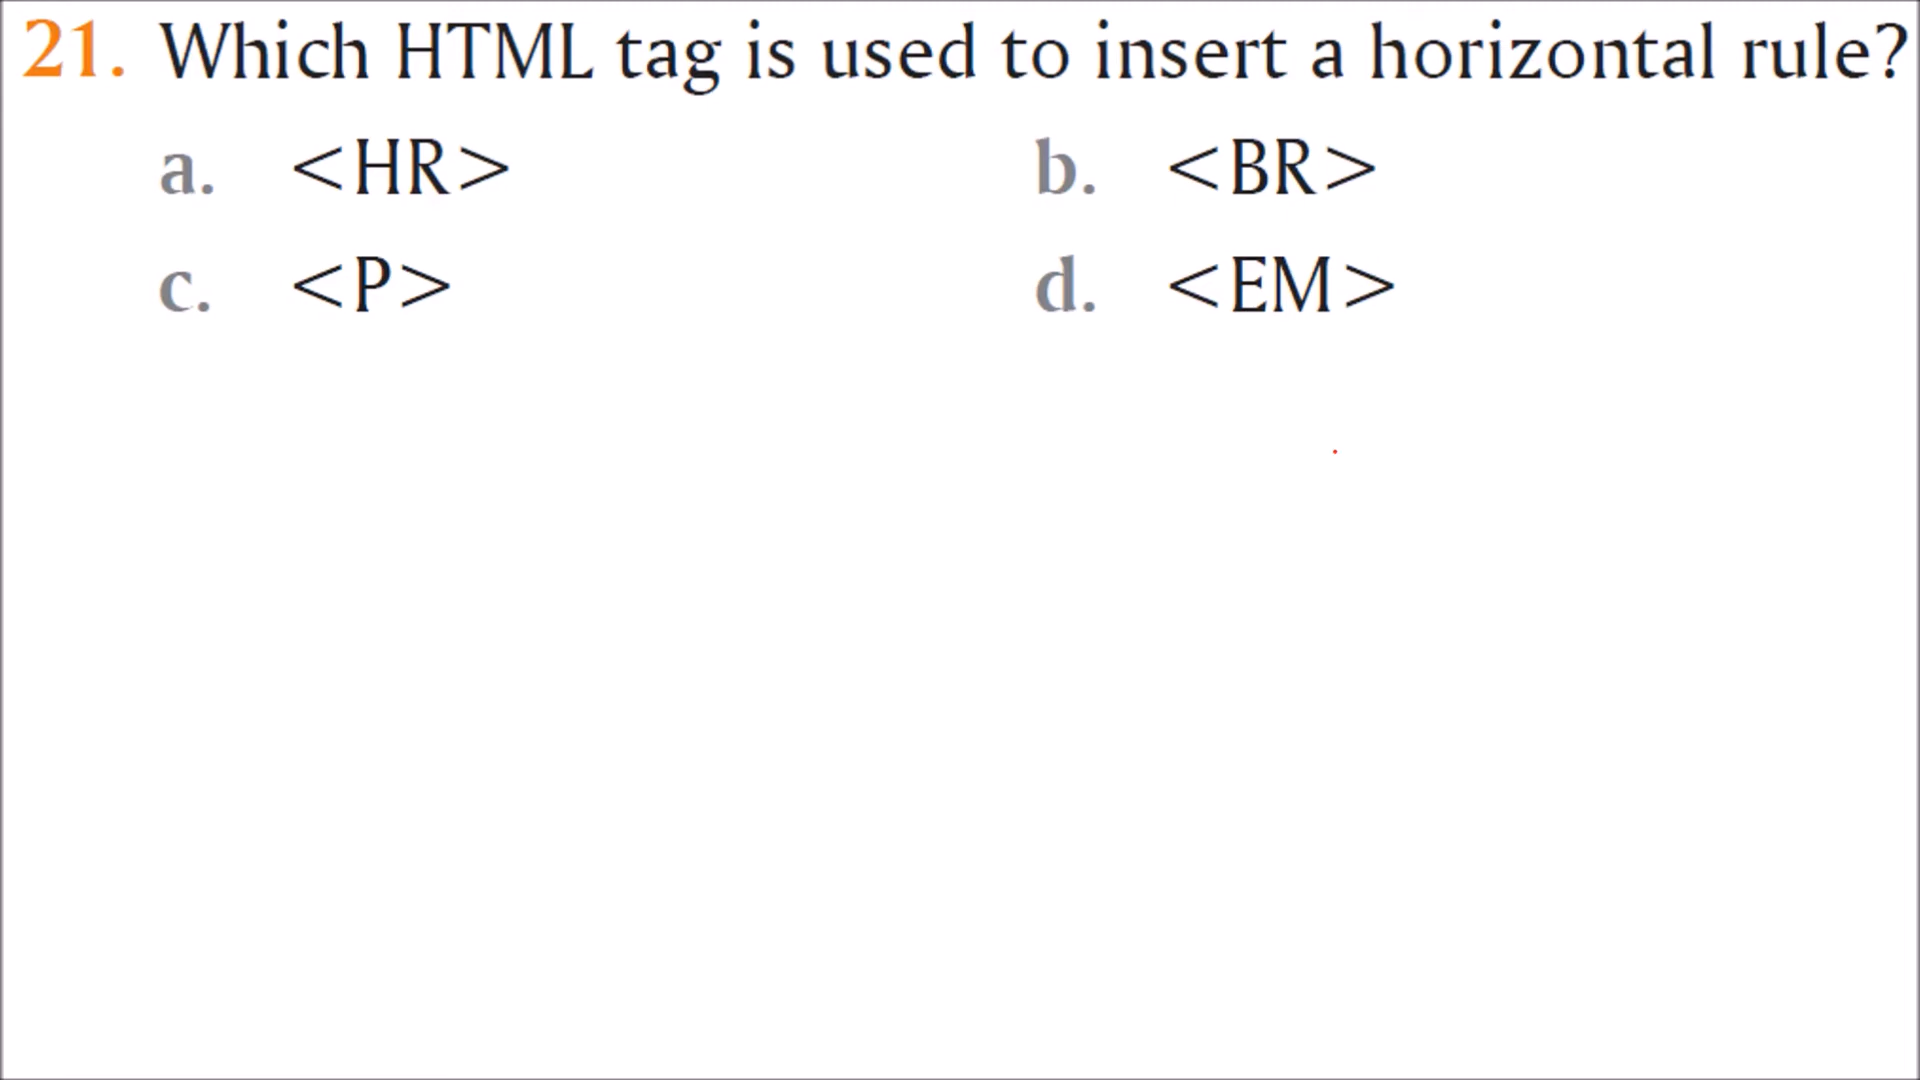 21. Which HTML tag is used to insert a horizontal rule?
a. <HR> b. <BR>
c. <P> d. <EM>